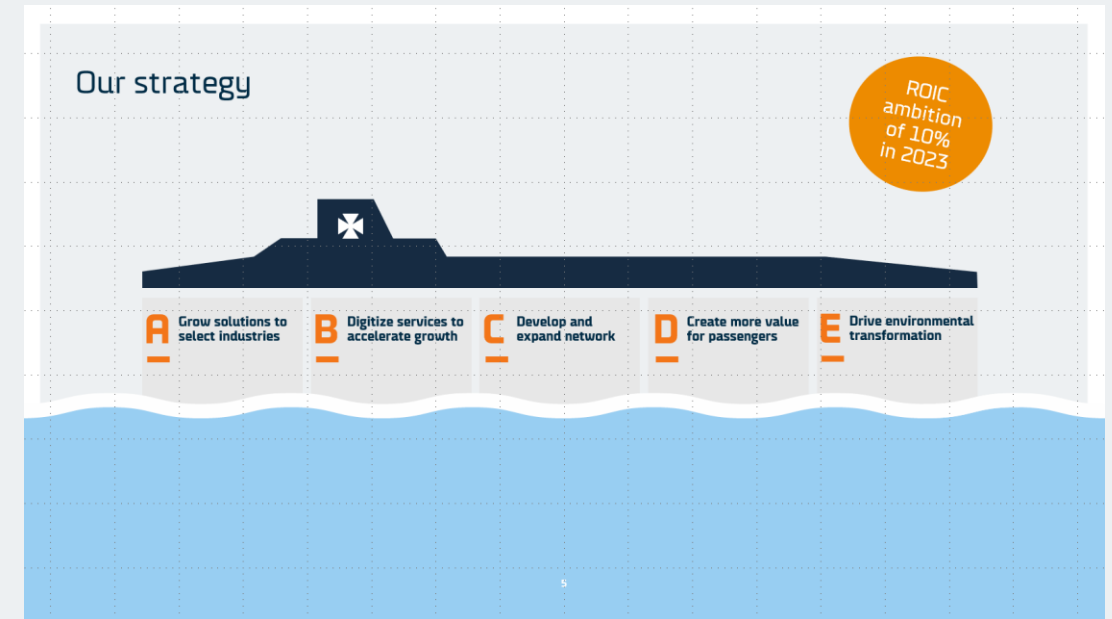 Our strategy
ROIC
ambition
of 10%
in 2023
A
Grow solutions to
select industries
B
Digitize services to
accelerate growth
C
Develop and
expand network
D
Create more value
for passengers
E
Drive environmental
transformation
5